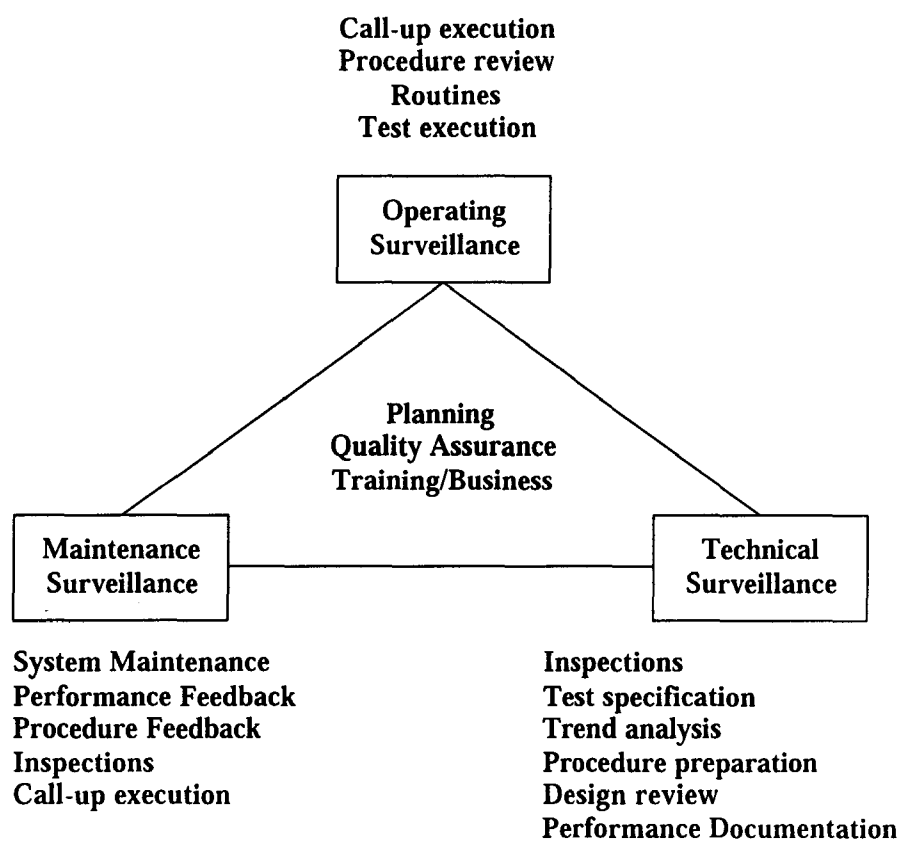 Call-up execution
Procedure review
Routines
Test execution
Operating
Surveillance
Planning
Quality Assurance
Training/Business
Maintenance
Surveillance
Technical
Surveillance
System Maintenance
Performance Feedback
Procedure Feedback
Inspections
Call-up execution
Inspections
Test specification
Trend analysis
Procedure preparation
Design review
Performance Documentation